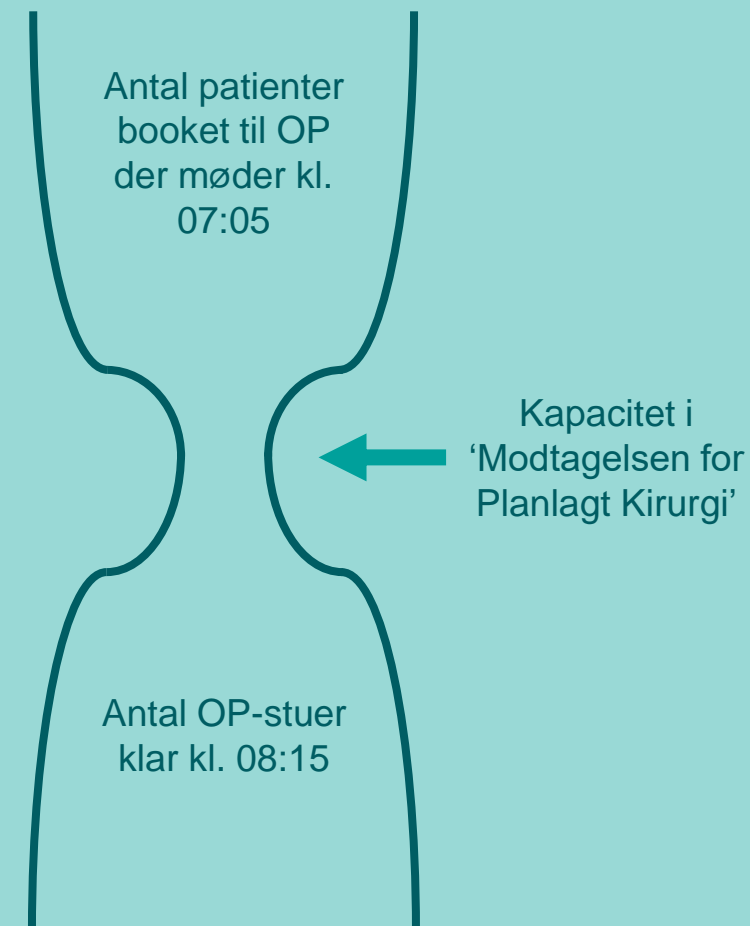 Antal patienter
booket til OP
der møder kl.
07:05
Kapacitet i
‘Modtagelsen for
Planlagt Kirurgi’
Antal OP-stuer
klar kl. 08:15